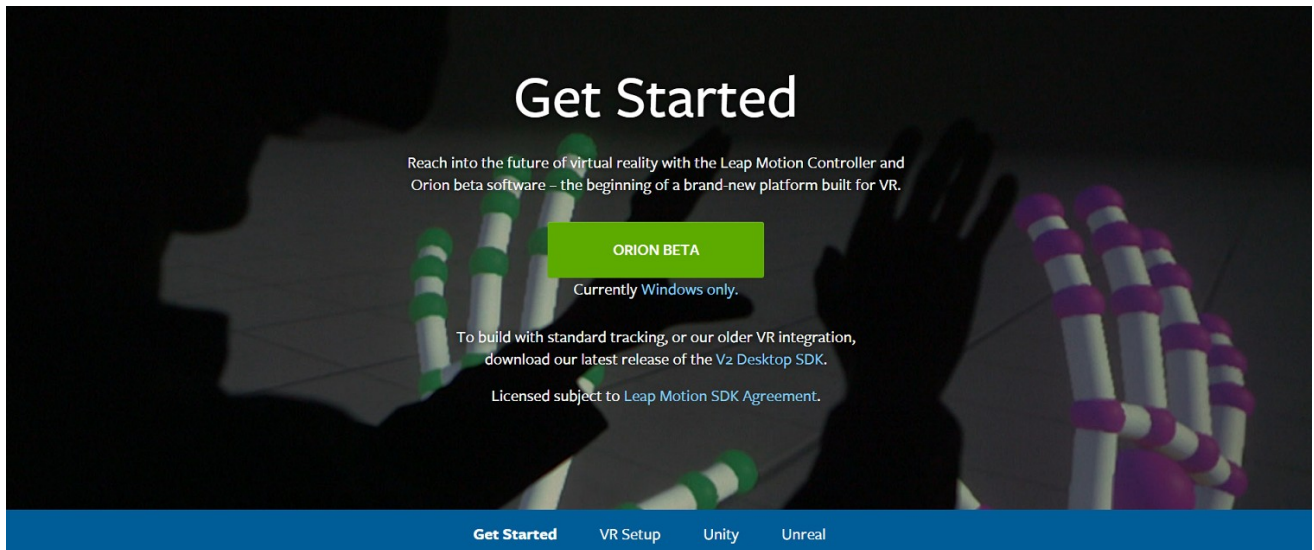 Get Started
Reach into the future of virtual reality with the Leap Motion Controller and
Orion beta software – the beginning of a brand-new platform built for VR.
ORION BETA
Currently Windows only.
To build with standard tracking, or our older VR integration,
download our latest release of the V2 Desktop SDK.
Licensed subject to Leap Motion SDK Agreement.
Get Started VR Setup Unity Unreal